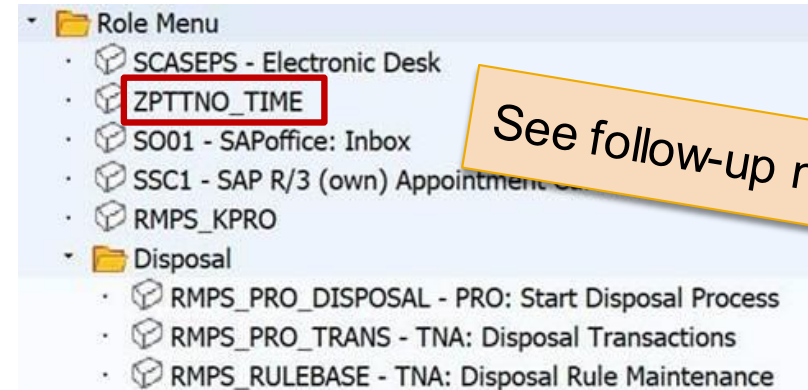 Role Menu
SCASEPS - Electronic Desk
ZPTTNO_TIME
SO01 - SAPoffice: Inbox
SSC1 - SAP R/3 (own) Appointment
RMPS_KPRO
Disposal
RMPS_PRO_DISPOSAL - PRO: Start Disposal Process
RMPS_PRO_TRANS - TNA: Disposal Transactions
RMPS_RULEBASE - TNA: Disposal Rule Maintenance
See follow-up